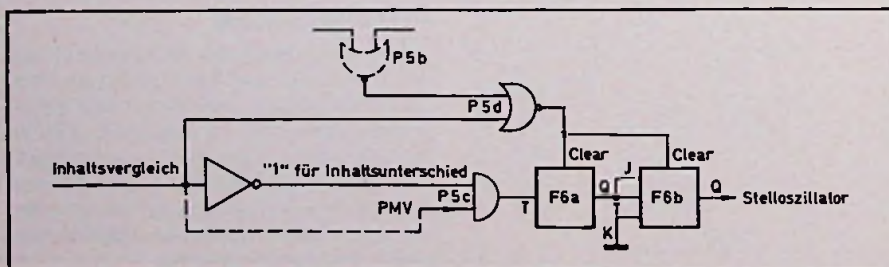 P5b
P5d
Clear
Clear
Inhaltsvergleich
"1" für Inhaltsunterschied
J
P5c
PMV
T
F6a
Q
F6b
Q
Stelloszillator
K